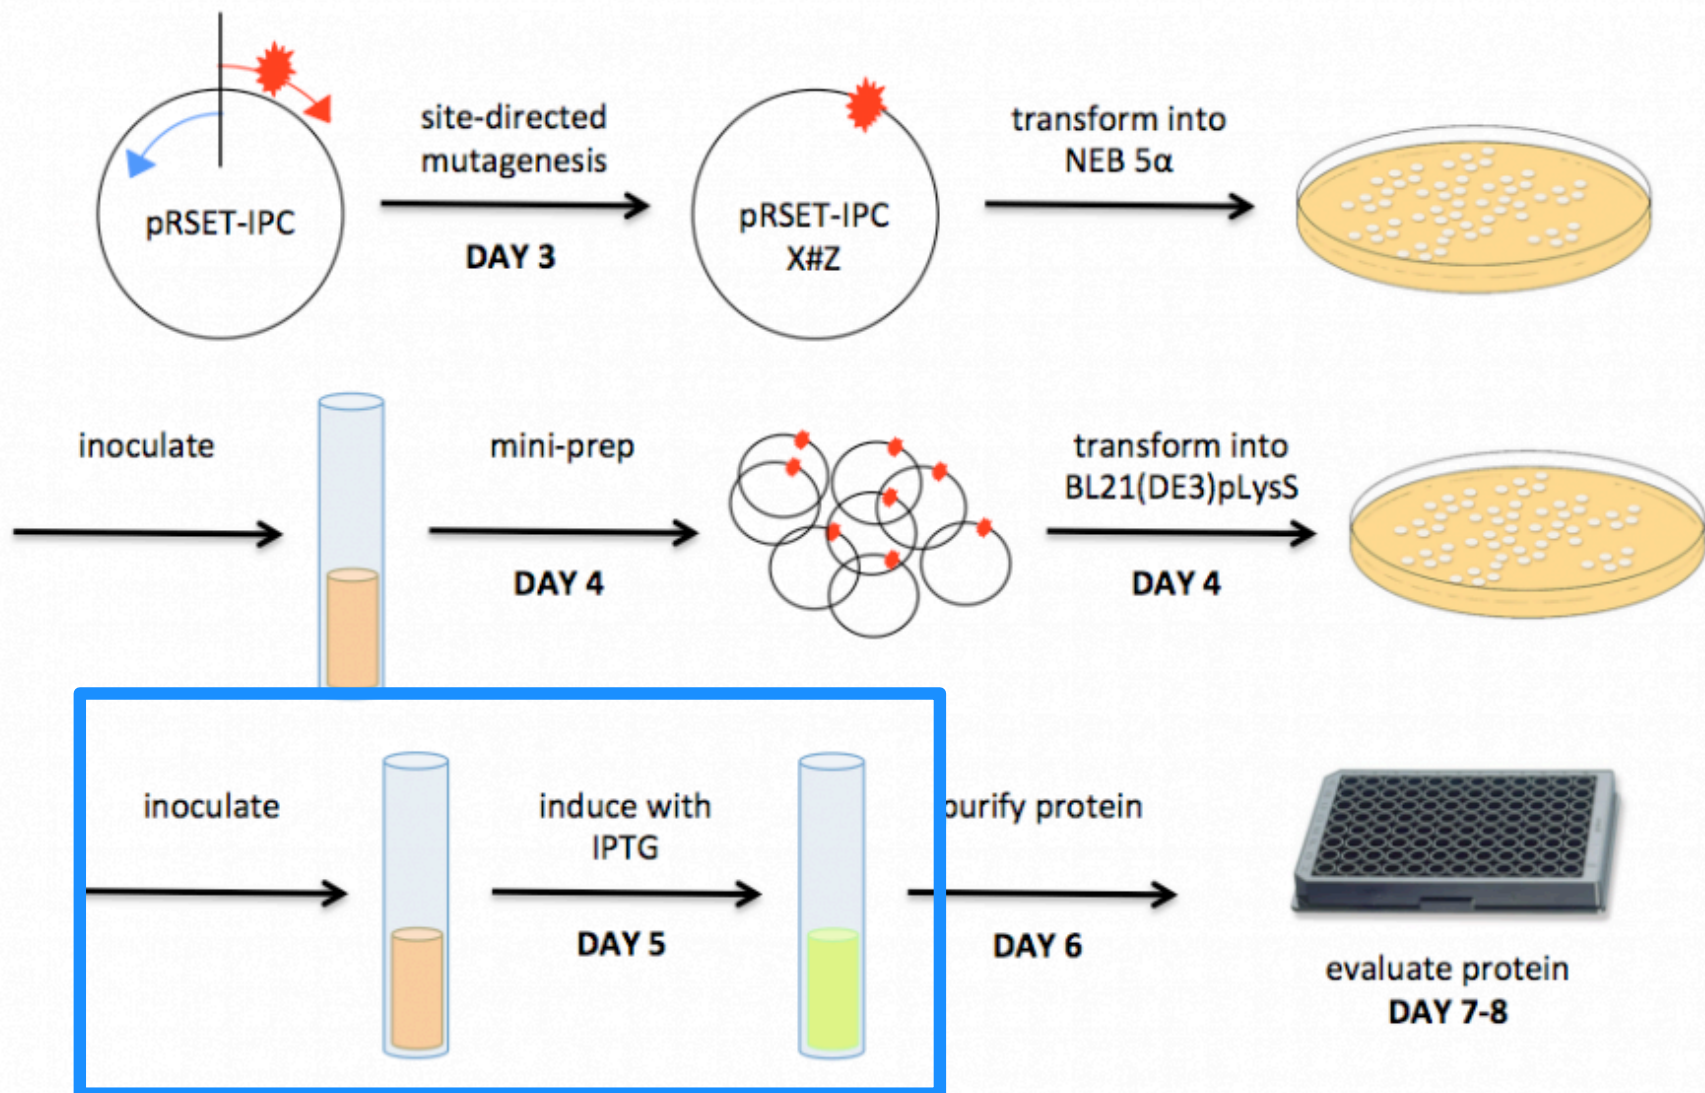 site-directed
mutagenesis
DAY 3
pRSET-IPC
pRSET-IPC
X#Z
transform into
NEB 5α
inoculate
mini-prep
DAY 4
transform into
BL21(DE3)pLysS
DAY 4
inoculate
induce with
IPTG
DAY 5
purify protein
DAY 6
evaluate protein
DAY 7-8